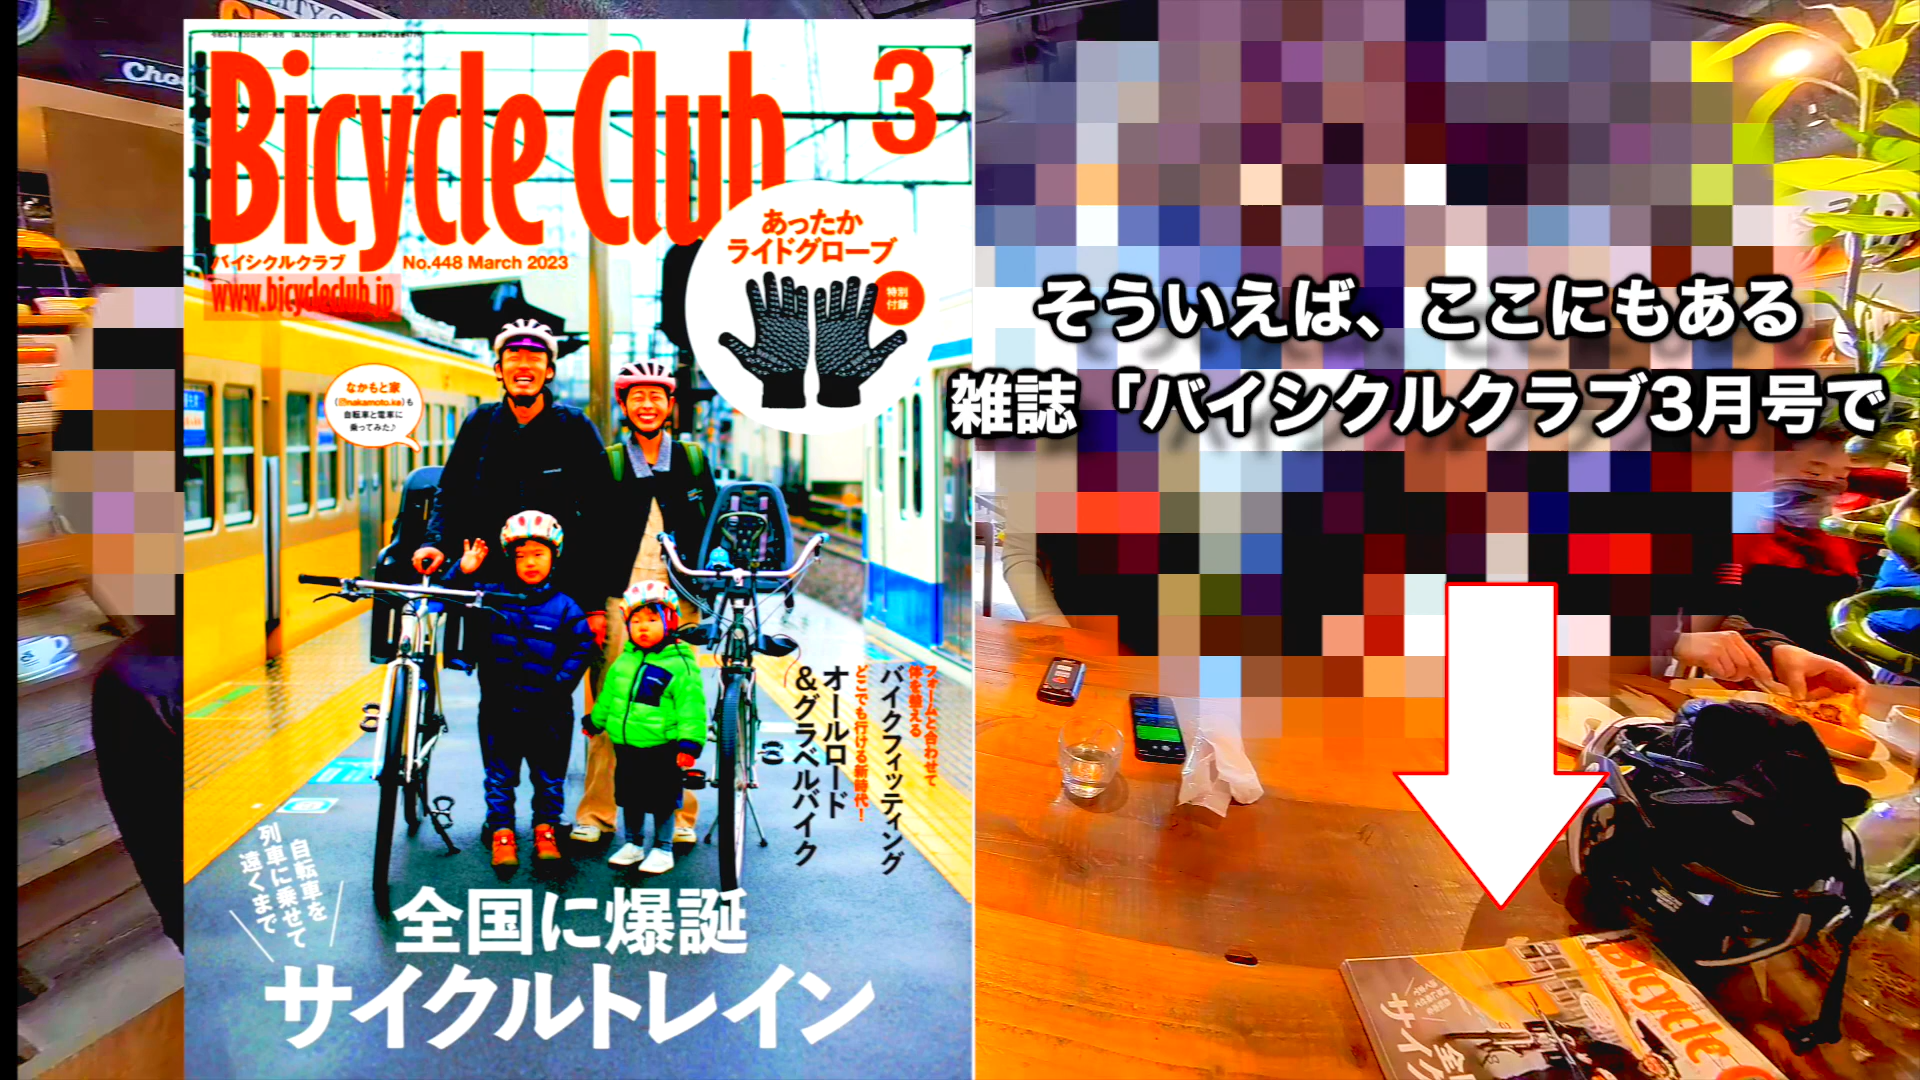 Bicycle Club
3
バイシクルクラブ
No.448 March 2023
www.bicycleclub.jp
あったか
ライドグローブ
特別
付録
なかもと家
(@nakamoto.ke)も
自転車と電車に
乗ってみた♪
そういえば、ここにもある
雑誌「バイシクルクラブ3月号で
フォームと合わせて
体を整える
バイクフィッティング
どこでも行ける新時代！
オールロード
＆グラベルバイク
自転車を
列車に乗せて
遠くまで
全国に爆誕
サイクルトレイン
Bicycle
サイク